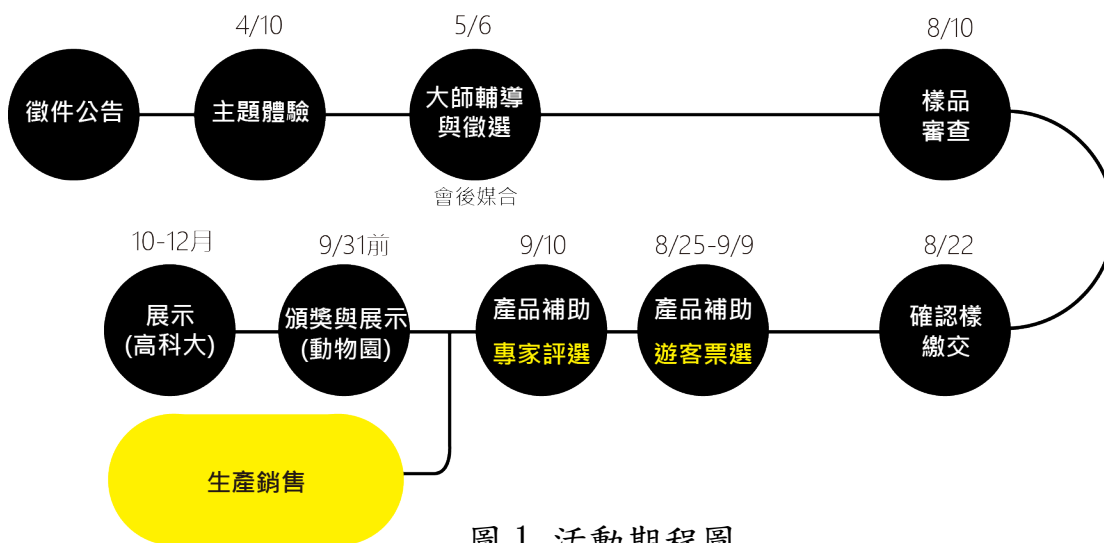 4/10
5/6
8/10
徵件公告
主題體驗
大師輔導
與徵選
樣品
審查
會後媒合
8/22
8/25-9/9
9/10
9/31前
10-12月
確認樣
繳交
產品補助
遊客票選
產品補助
專家評選
頒獎與展示
(動物園)
展示
(高科大)
生產銷售
圖 1 活動期程圖